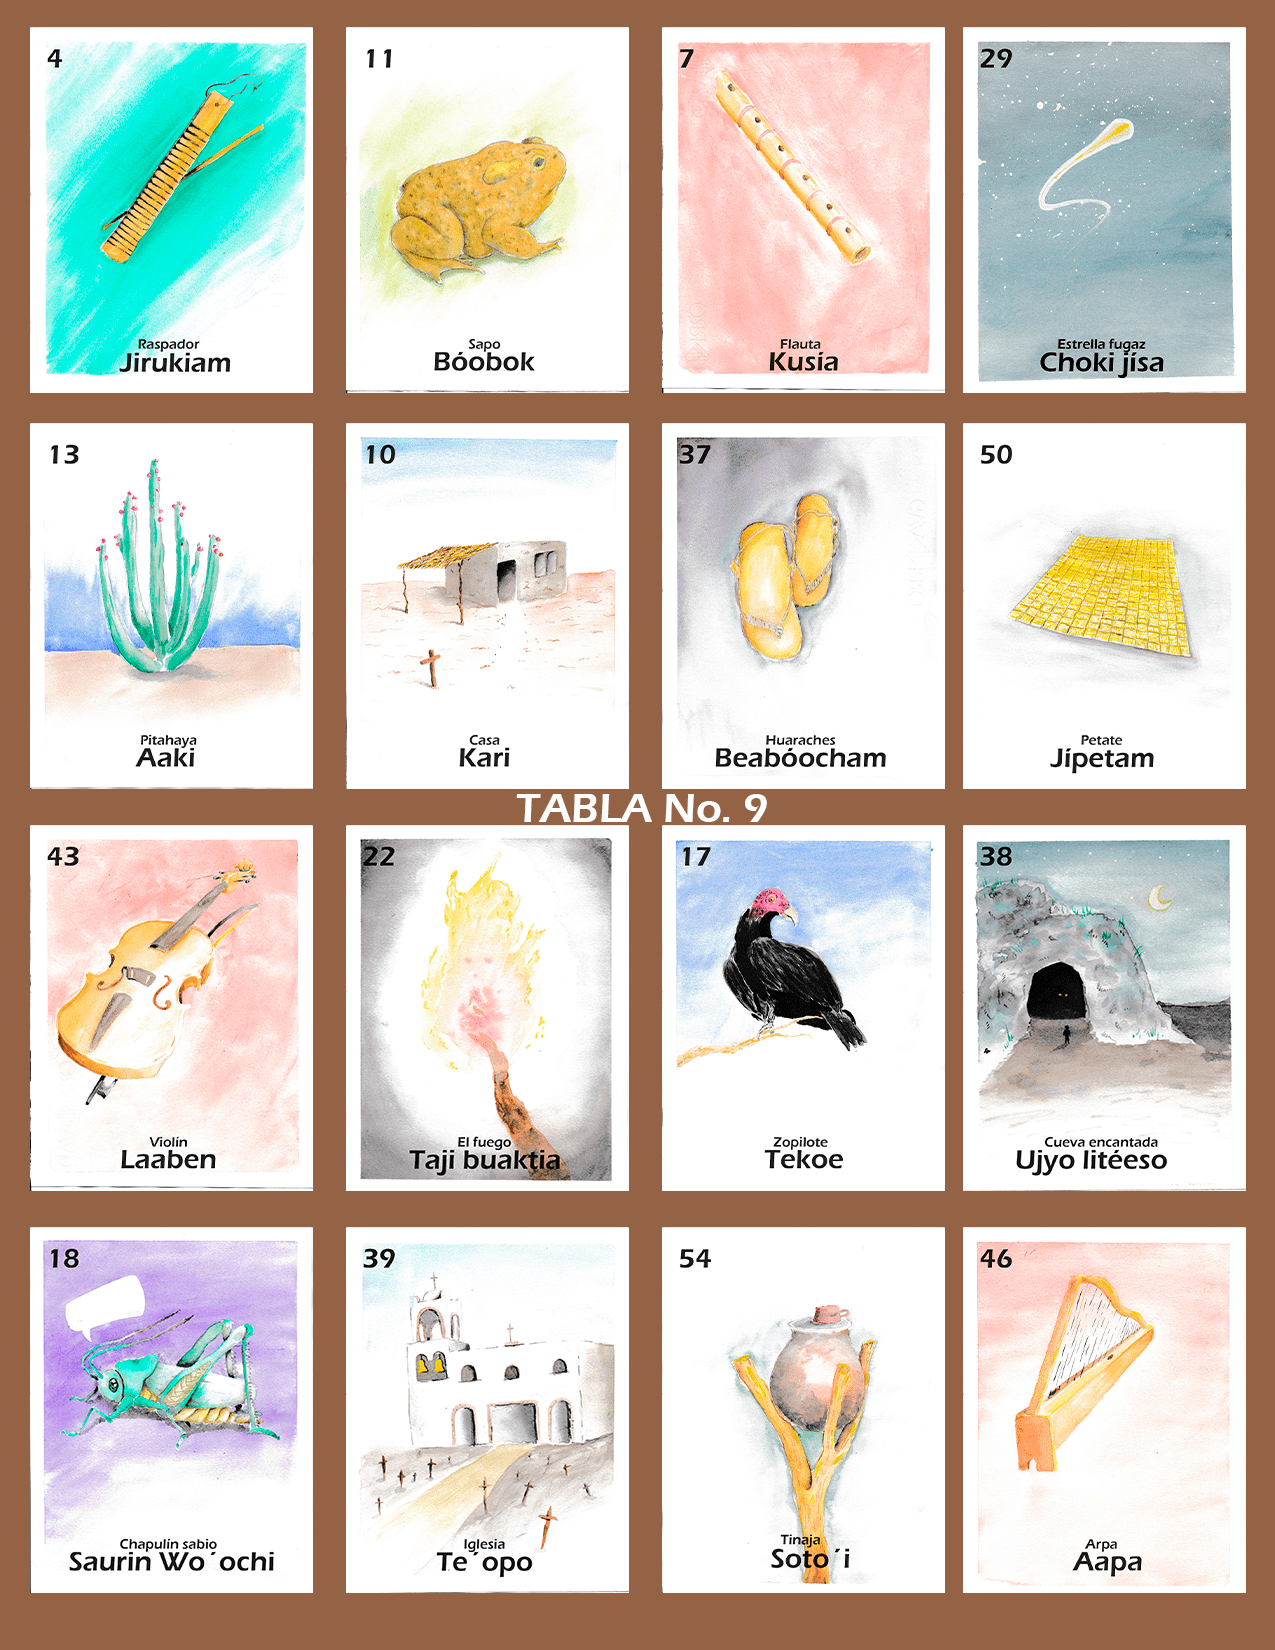 4
Raspador
Jirukiam
11
Sapo
Bóobok
7
Flauta
Kusía
29
Estrella fugaz
Choki jísa
13
Pitahaya
Aaki
10
Casa
Kari
37
Huaraches
Beabóocham
50
Petate
Jípetam
TABLA No. 9
43
Violín
Laaben
22
El fuego
Taji buaktia
17
Zopilote
Tekoe
38
Cueva encantada
Ujyo litéeso
18
Chapulín sabio
Saurin Wo´ochi
39
Iglesia
Te´opo
54
Tinaja
Soto´i
46
Arpa
Aapa